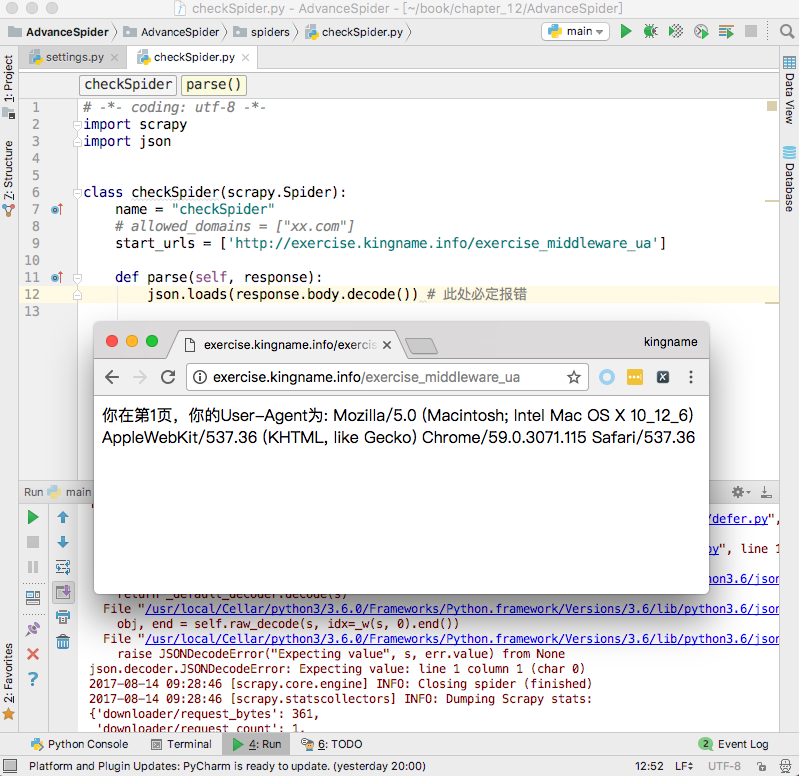 checkSpider.py - AdvanceSpider - [~/book/chapter_12/AdvanceSpider]
AdvanceSpider AdvanceSpider spiders checkSpider.py main
settings.py checkSpider.py
checkSpider parse()
1 # -*- coding: utf-8 -*-
2 import scrapy
3 import json
4
5
6 class checkSpider(scrapy.Spider):
7 name = "checkSpider"
8 # allowed_domains = ["xx.com"]
9 start_urls = ['http://exercise.kingname.info/exercise_middleware_ua']
10
11 def parse(self, response):
12 json.loads(response.body.decode()) # 此处必定报错
13
1: Project
7: Structure
2: Favorites
Data View
Database
exercise.kingname.info/exercis kingname
exercise.kingname.info/exercise_middleware_ua
你在第1页，你的User-Agent为: Mozilla/5.0 (Macintosh; Intel Mac OS X 10_12_6)
AppleWebKit/537.36 (KHTML, like Gecko) Chrome/59.0.3071.115 Safari/537.36
Run main
/defer.py",
py", line 1
hon3.6/json
return _default_decoder.decode(s)
File "/usr/local/Cellar/python3/3.6.0/Frameworks/Python.framework/Versions/3.6/lib/python3.6/json
obj, end = self.raw_decode(s, idx=_w(s, 0).end())
File "/usr/local/Cellar/python3/3.6.0/Frameworks/Python.framework/Versions/3.6/lib/python3.6/json
raise JSONDecodeError("Expecting value", s, err.value) from None
json.decoder.JSONDecodeError: Expecting value: line 1 column 1 (char 0)
2017-08-14 09:28:46 [scrapy.core.engine] INFO: Closing spider (finished)
2017-08-14 09:28:46 [scrapy.statscollectors] INFO: Dumping Scrapy stats:
{'downloader/request_bytes': 361,
'downloader/request_count': 1,
Python Console Terminal 4: Run 6: TODO 2 Event Log
Platform and Plugin Updates: PyCharm is ready to update. (yesterday 20:00) 12:52 LF UTF-8